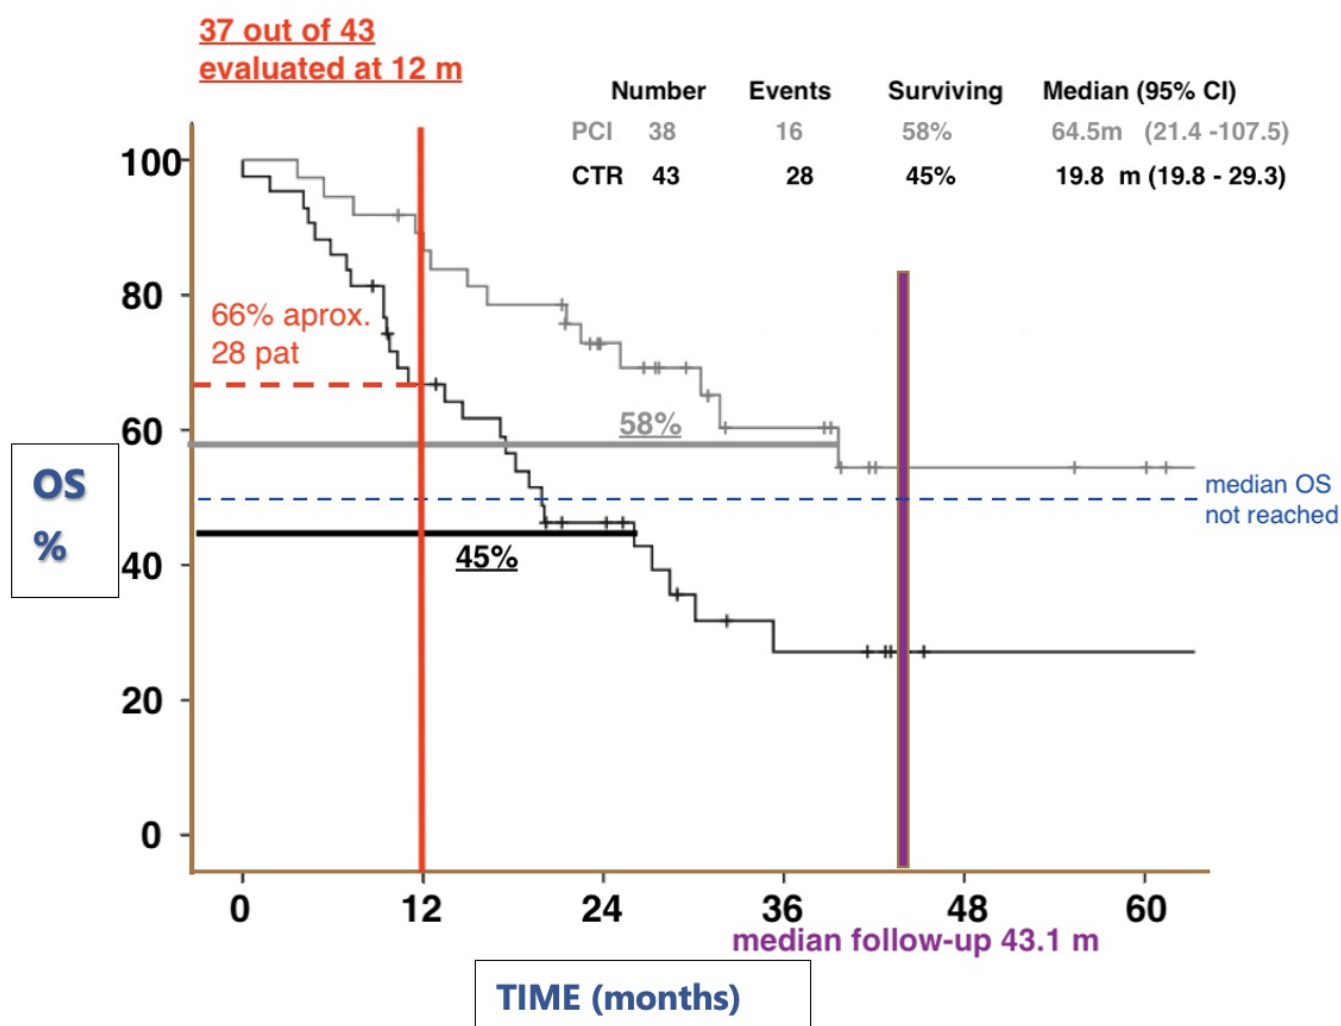 37 out of 43
evaluated at 12 m
Number Events Surviving Median (95% CI)
PCI 38 16 58% 64.5m (21.4 -107.5)
CTR 43 28 45% 19.8 m (19.8 - 29.3)
100
80
66% aprox.
28 pat
60
58%
OS
%
median OS
not reached
45%
40
20
0
0 12 24 36 48 60
median follow-up 43.1 m
TIME (months)